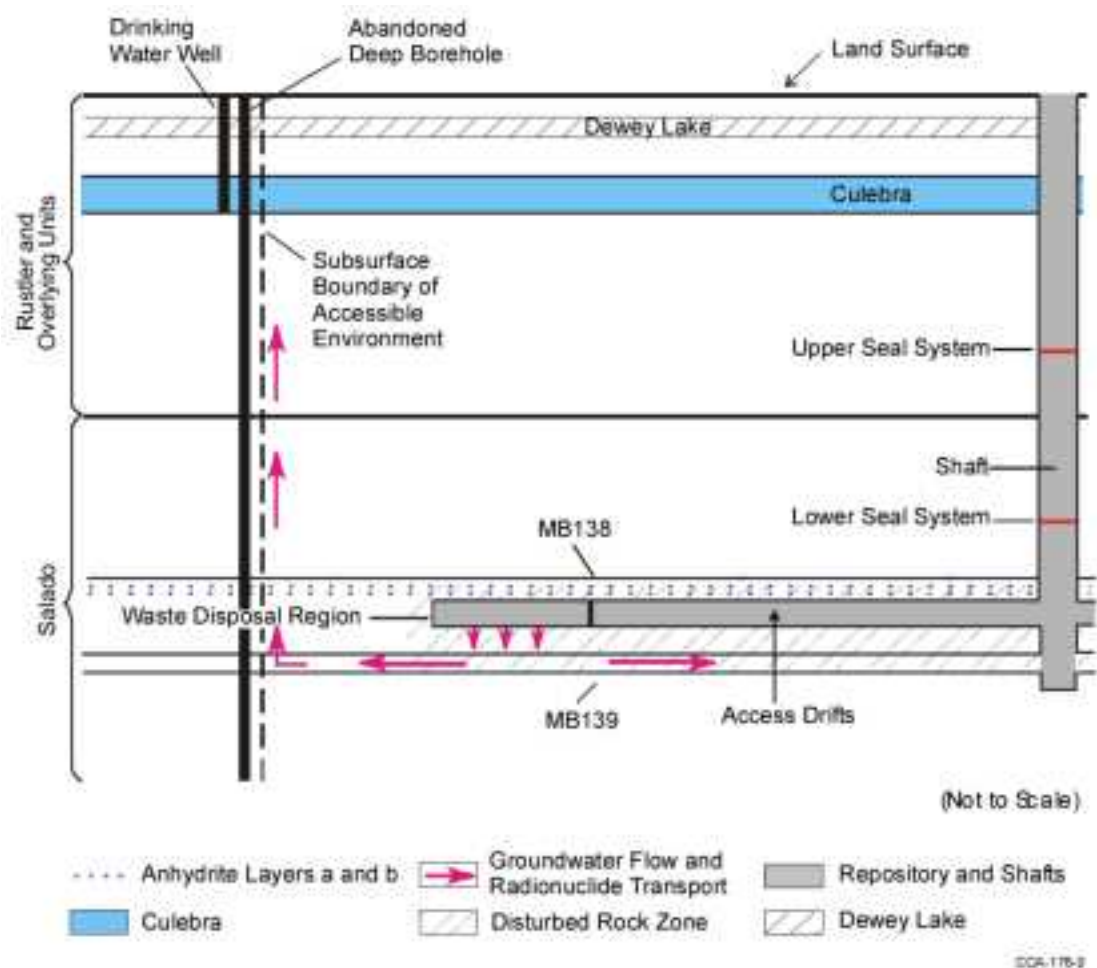 Drinking
Water Well
Abandoned
Deep Borehole
Land Surface
Dewey Lake
Culebra
Rustler and
Overlying Units
Subsurface
Boundary of
Accessible
Environment
Upper Seal System
Shaft
Lower Seal System
MB138
Salado
Waste Disposal Region
MB139
Access Drifts
(Not to Scale)
Anhydrite Layers a and b
Groundwater Flow and
Radionuclide Transport
Repository and Shafts
Culebra
Disturbed Rock Zone
Dewey Lake